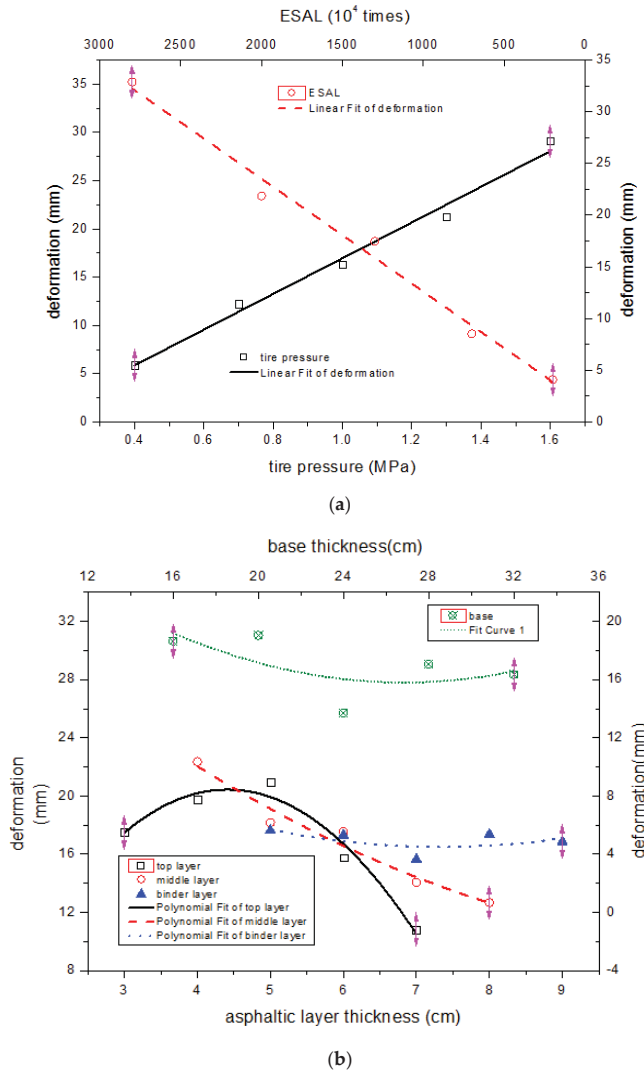 ESAL (10⁴ times)
3000 2500 2000 1500 1000 500 0
35 35
30 30
25 25
20 20
15 15
10 10
5 5
0 0
deformation (mm)
deformation (mm)
ESAL
Linear Fit of deformation
tire pressure
Linear Fit of deformation
0.4 0.6 0.8 1.0 1.2 1.4 1.6
tire pressure (MPa)
(a)
base thickness(cm)
12 16 20 24 28 32 36
32 20
28 16
24 12
20 8
16 4
12 0
8 -4
deformation
(mm)
deformation(mm)
base
Fit Curve 1
top layer
middle layer
binder layer
Polynomial Fit of top layer
Polynomial Fit of middle layer
Polynomial Fit of binder layer
3 4 5 6 7 8 9
asphaltic layer thickness (cm)
(b)